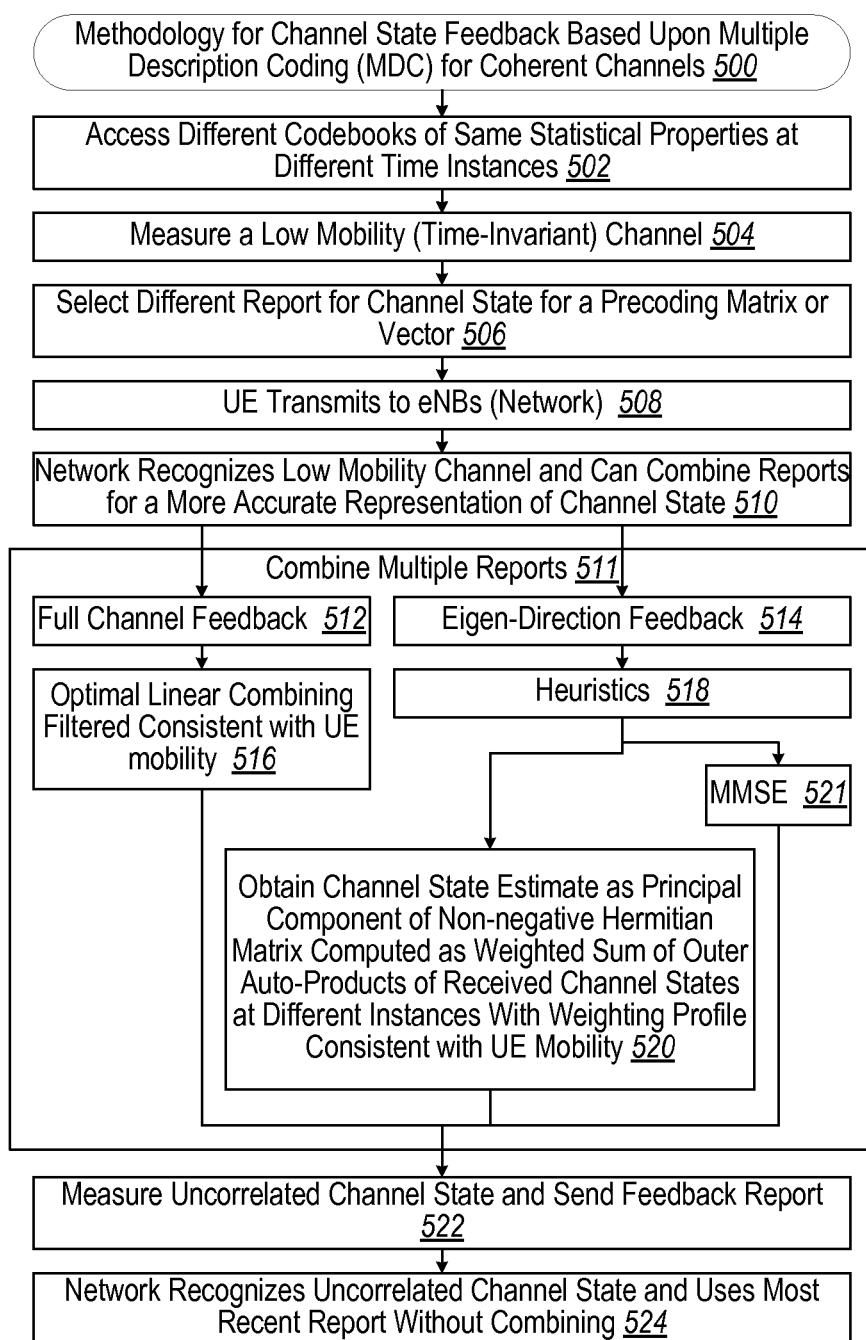 Methodology for Channel State Feedback Based Upon Multiple
Description Coding (MDC) for Coherent Channels 500
Access Different Codebooks of Same Statistical Properties at
Different Time Instances 502
Measure a Low Mobility (Time-Invariant) Channel 504
Select Different Report for Channel State for a Precoding Matrix or
Vector 506
UE Transmits to eNBs (Network) 508
Network Recognizes Low Mobility Channel and Can Combine Reports
for a More Accurate Representation of Channel State 510
Combine Multiple Reports 511
Full Channel Feedback 512
Eigen-Direction Feedback 514
Optimal Linear Combining
Filtered Consistent with UE
mobility 516
Heuristics 518
MMSE 521
Obtain Channel State Estimate as Principal
Component of Non-negative Hermitian
Matrix Computed as Weighted Sum of Outer
Auto-Products of Received Channel States
at Different Instances With Weighting Profile
Consistent with UE Mobility 520
Measure Uncorrelated Channel State and Send Feedback Report
522
Network Recognizes Uncorrelated Channel State and Uses Most
Recent Report Without Combining 524